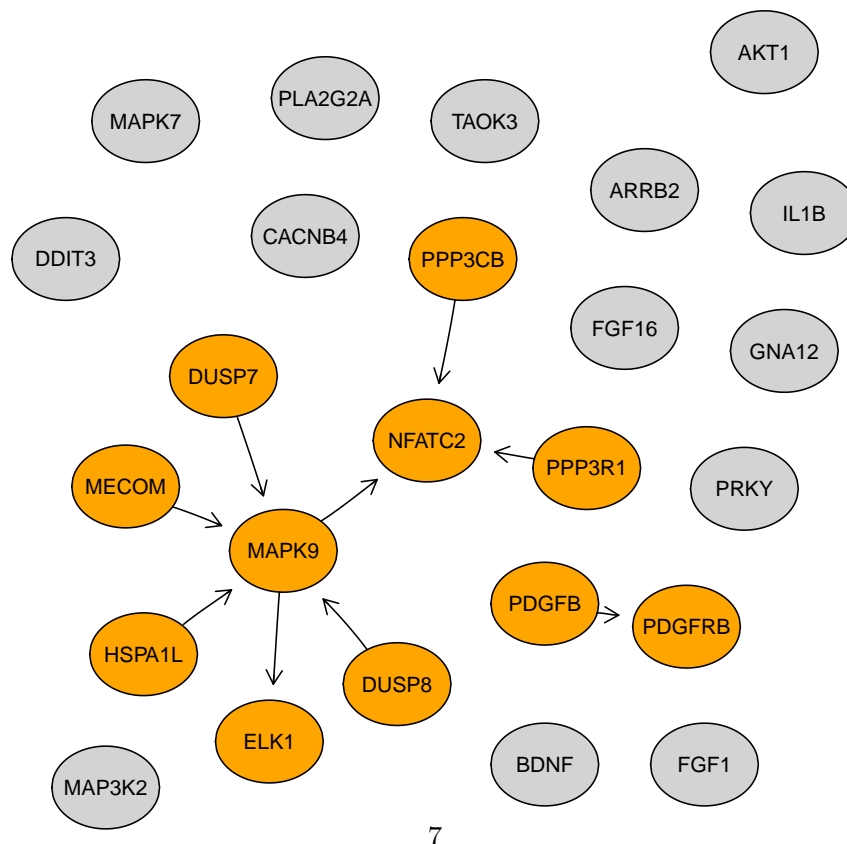 AKT1
PLA2G2A
MAPK7
TAOK3
ARRB2
IL1B
CACNB4
DDIT3
PPP3CB
FGF16
GNA12
DUSP7
NFATC2
PPP3R1
MECOM
PRKY
MAPK9
PDGFB
PDGFRB
HSPA1L
DUSP8
ELK1
BDNF
FGF1
MAP3K2
7